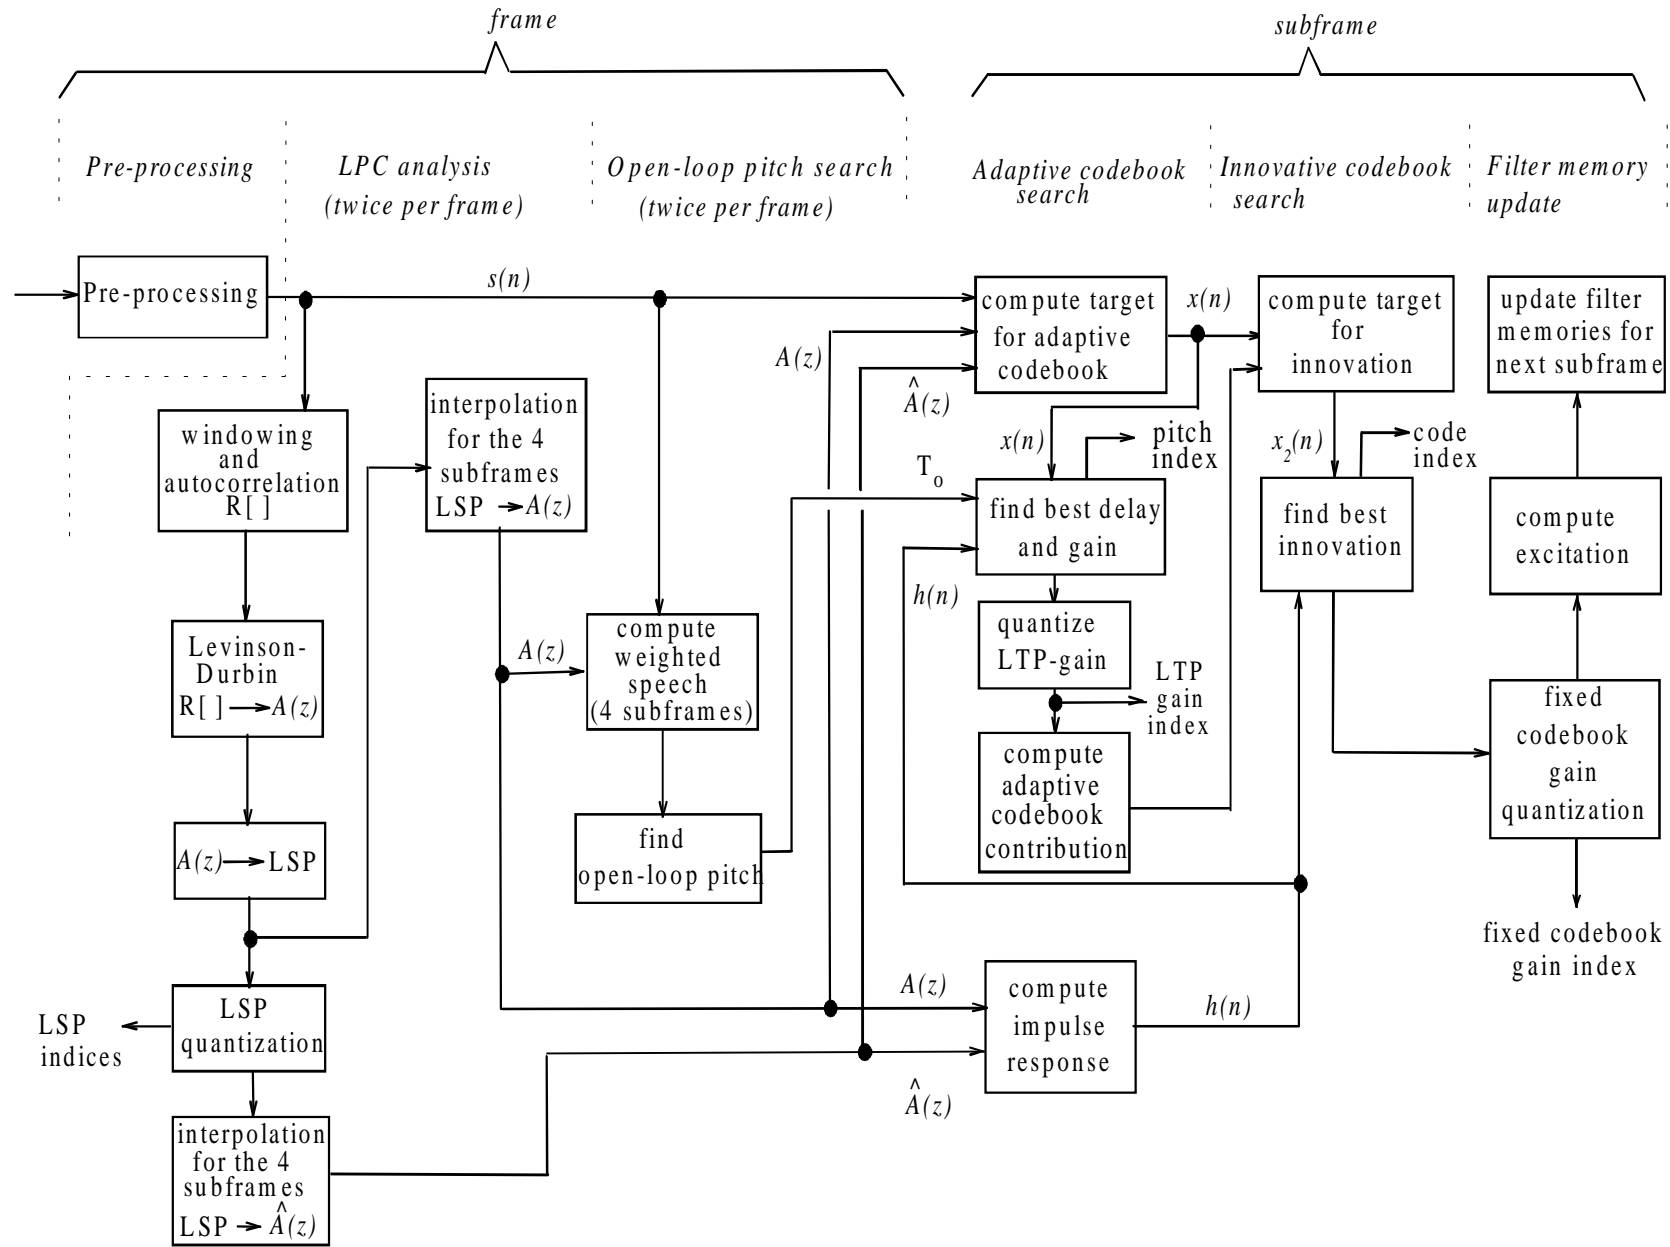 frame
subframe
Pre-processing
LPC analysis
(twice per frame)
Open-loop pitch search
(twice per frame)
Adaptive codebook
search
Innovative codebook
search
Filter memory
update
Pre-processing
s(n)
windowing
and
autocorrelation
R[ ]
Levinson-
Durbin
R[ ] → A(z)
A(z) → LSP
LSP
quantization
LSP
indices
interpolation
for the 4
subframes
LSP → Â(z)
interpolation
for the 4
subframes
LSP → A(z)
A(z)
compute
weighted
speech
(4 subframes)
find
open-loop pitch
A(z)
Â(z)
compute target
for adaptive
codebook
x(n)
x(n)
pitch
index
T₀
find best delay
and gain
h(n)
quantize
LTP-gain
LTP
gain
index
compute
adaptive
codebook
contribution
A(z)
Â(z)
compute
impulse
response
h(n)
compute target
for
innovation
x₂(n)
code
index
find best
innovation
update filter
memories for
next subframe
compute
excitation
fixed
codebook
gain
quantization
fixed codebook
gain index